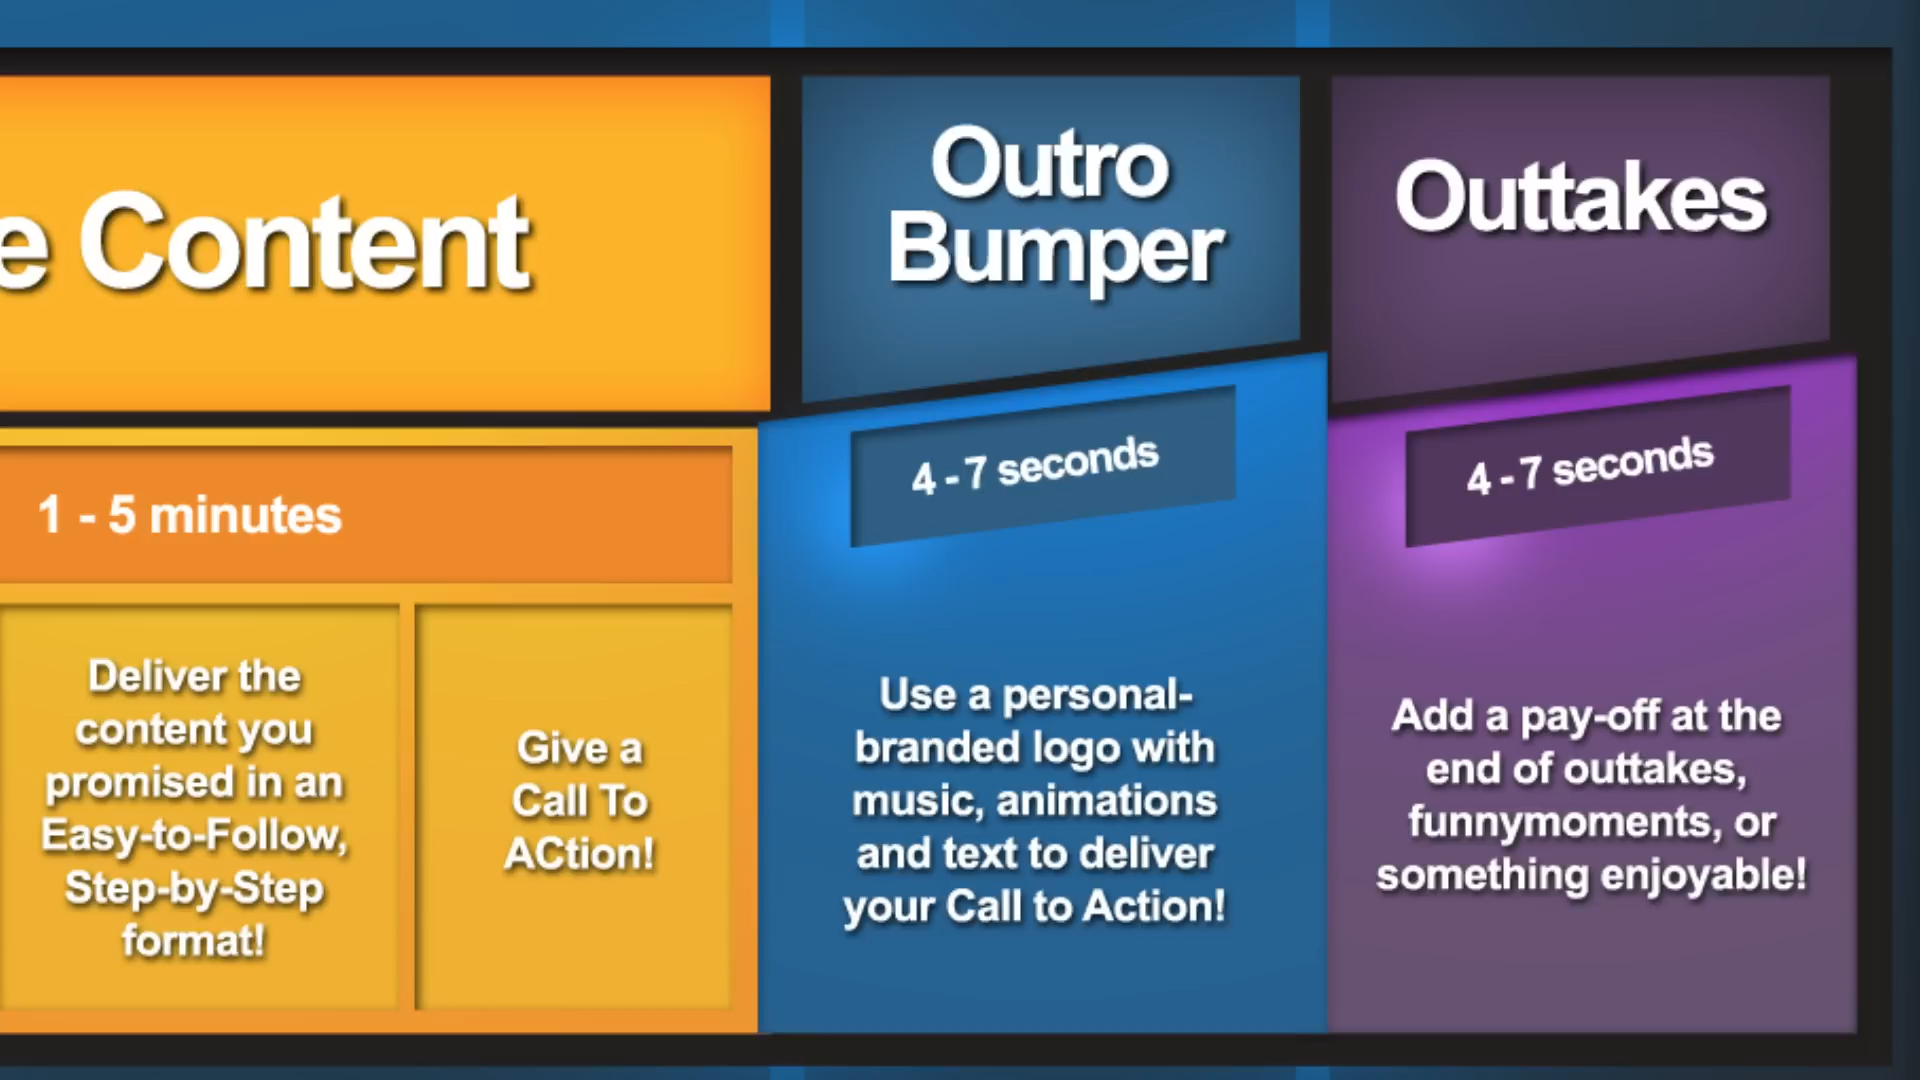 e Content
1 - 5 minutes
Deliver the
content you
promised in an
Easy-to-Follow,
Step-by-Step
format!
Give a
Call To
ACtion!
Outro
Bumper
4 - 7 seconds
Use a personal-
branded logo with
music, animations
and text to deliver
your Call to Action!
Outtakes
4 - 7 seconds
Add a pay-off at the
end of outtakes,
funnymoments, or
something enjoyable!